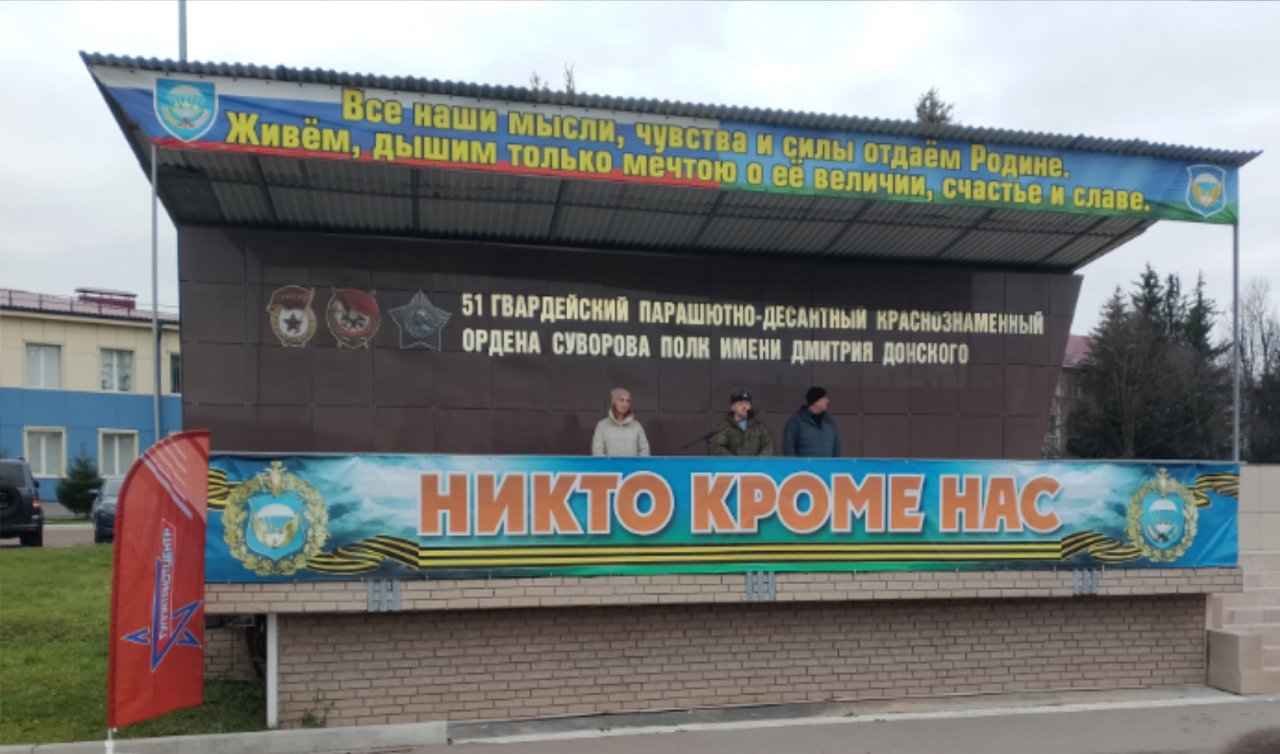 Все наши мысли, чувства и силы отдаём Родине.
Живём, дышим только мечтою о её величии, счастье и славе.
51 ГВАРДЕЙСКИЙ ПАРАШЮТНО-ДЕСАНТНЫЙ КРАСНОЗНАМЕННЫЙ
ОРДЕНА СУВОРОВА ПОЛК ИМЕНИ ДМИТРИЯ ДОНСКОГО
НИКТО КРОМЕ НАС